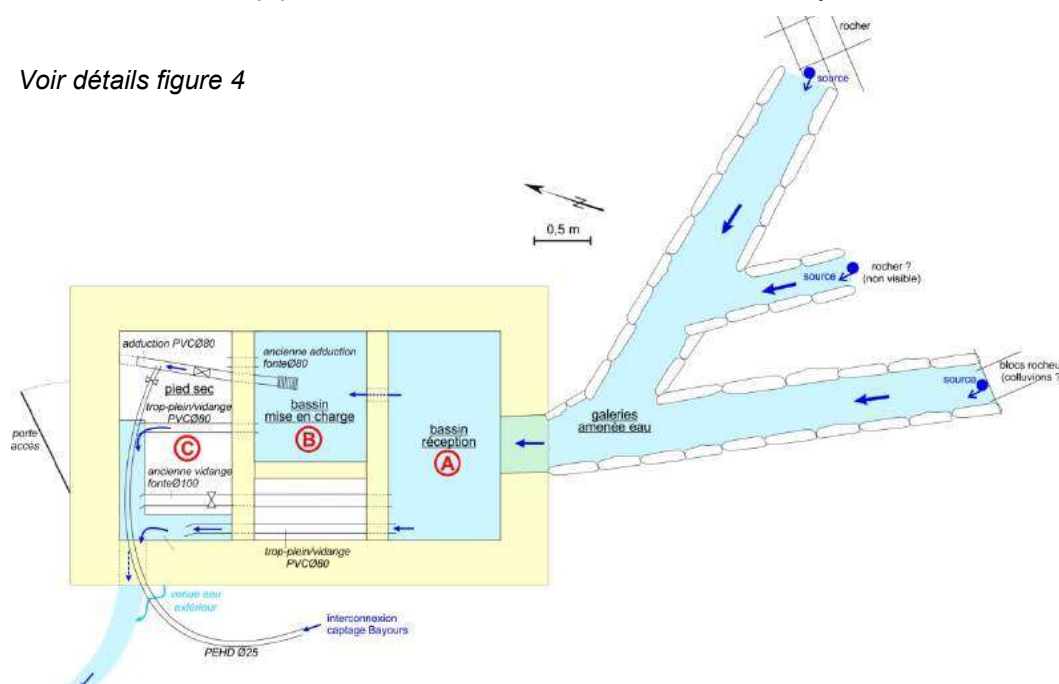 rocher
Voir détails figure 4
source
0,5 m
source
rocher ?
(non visible)
adduction PVCØ80
ancienne adduction
fonteØ80
pied sec
bassin
mise en charge
B
trop-plein/vidange
PVCØ80
C
porte
accès
ancienne vidange
fonteØ100
bassin
réception
A
galeries
amenée eau
source
blocs rocheu
(colluvions ?
trop-plein/vidange
PVCØ80
venue eau
extérieur
interconnexion
captage Bayours
PEHD Ø25